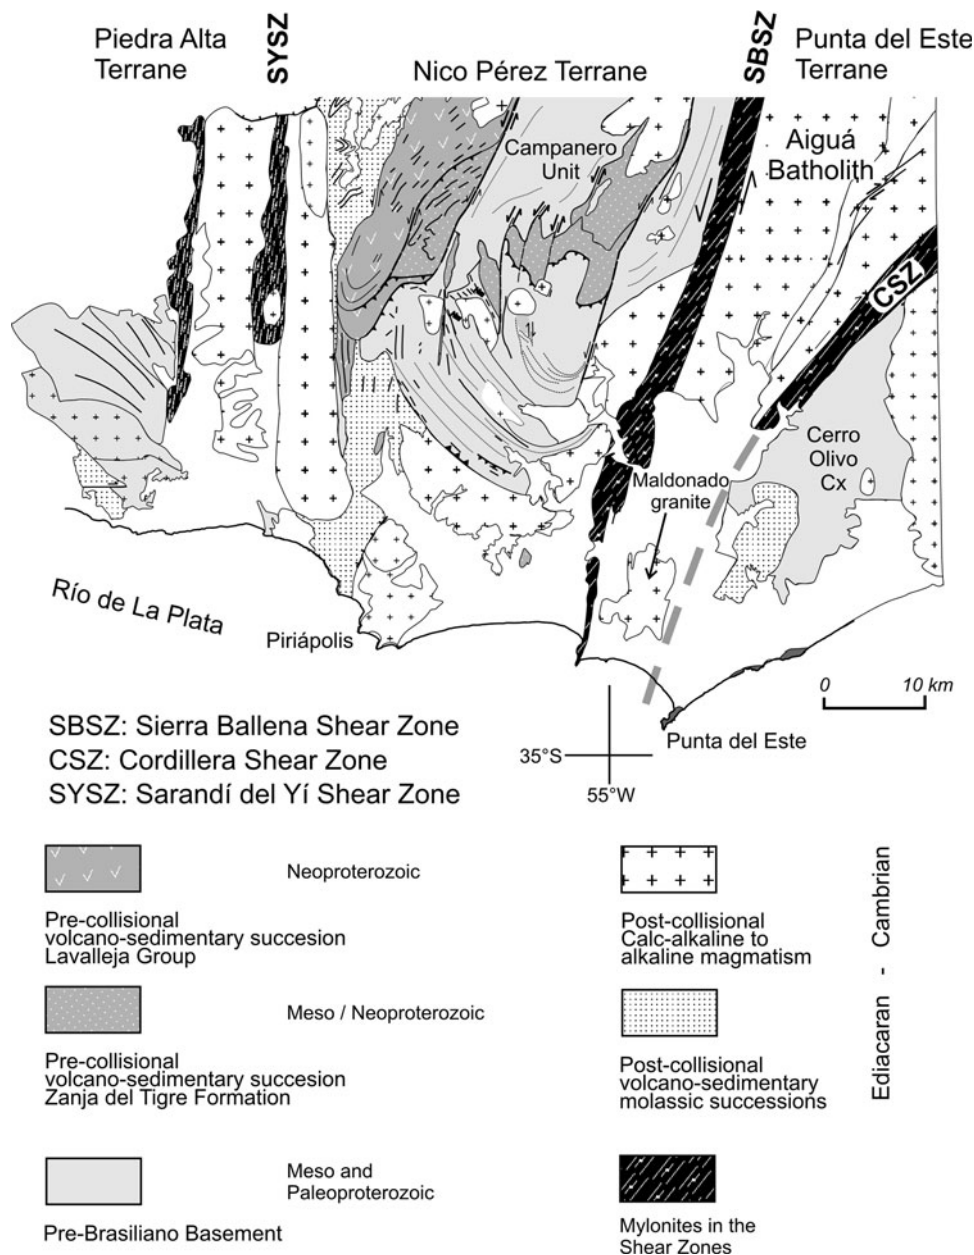 Piedra Alta
Terrane
SYSZ
Nico Pérez Terrane
SBSZ
Punta del Este
Terrane
Campanero
Unit
Aiguá
Batholith
CSZ
Cerro
Olivo
Cx
Maldonado
granite
Río de La Plata
Piriápolis
0 10 km
Punta del Este
35°S
55°W
SBSZ: Sierra Ballena Shear Zone
CSZ: Cordillera Shear Zone
SYSZ: Sarandí del Yí Shear Zone
Neoproterozoic
Pre-collisional
volcano-sedimentary succesion
Lavalleja Group
Meso / Neoproterozoic
Pre-collisional
volcano-sedimentary succesion
Zanja del Tigre Formation
Meso and
Paleoproterozoic
Pre-Brasiliano Basement
Post-collisional
Calc-alkaline to
alkaline magmatism
Post-collisional
volcano-sedimentary
molassic successions
Mylonites in the
Shear Zones
Ediacaran - Cambrian